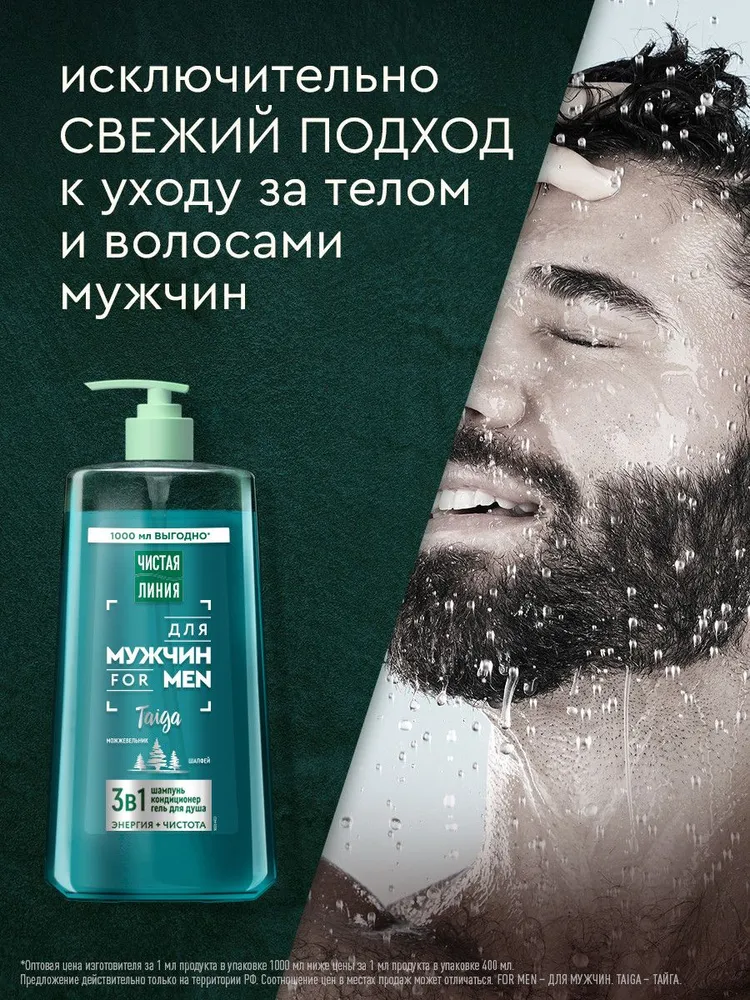 исключительно
СВЕЖИЙ ПОДХОД
к уходу за телом
и волосами
мужчин
1000 мл ВЫГОДНО*
ЧИСТАЯ
ЛИНИЯ
ДЛЯ
МУЖЧИН
FOR MEN
Taiga
МОЖЖЕВЕЛЬНИК
ШАЛФЕЙ
3в1
шампунь
кондиционер
гель для душа
ЭНЕРГИЯ + ЧИСТОТА
*Оптовая цена изготовителя за 1 мл продукта в упаковке 1000 мл ниже цены за 1 мл продукта в упаковке 400 мл.
Предложение действительно только на территории РФ. Соотношение цен в местах продаж может отличаться. FOR MEN – ДЛЯ МУЖЧИН. TAIGA – ТАЙГА.